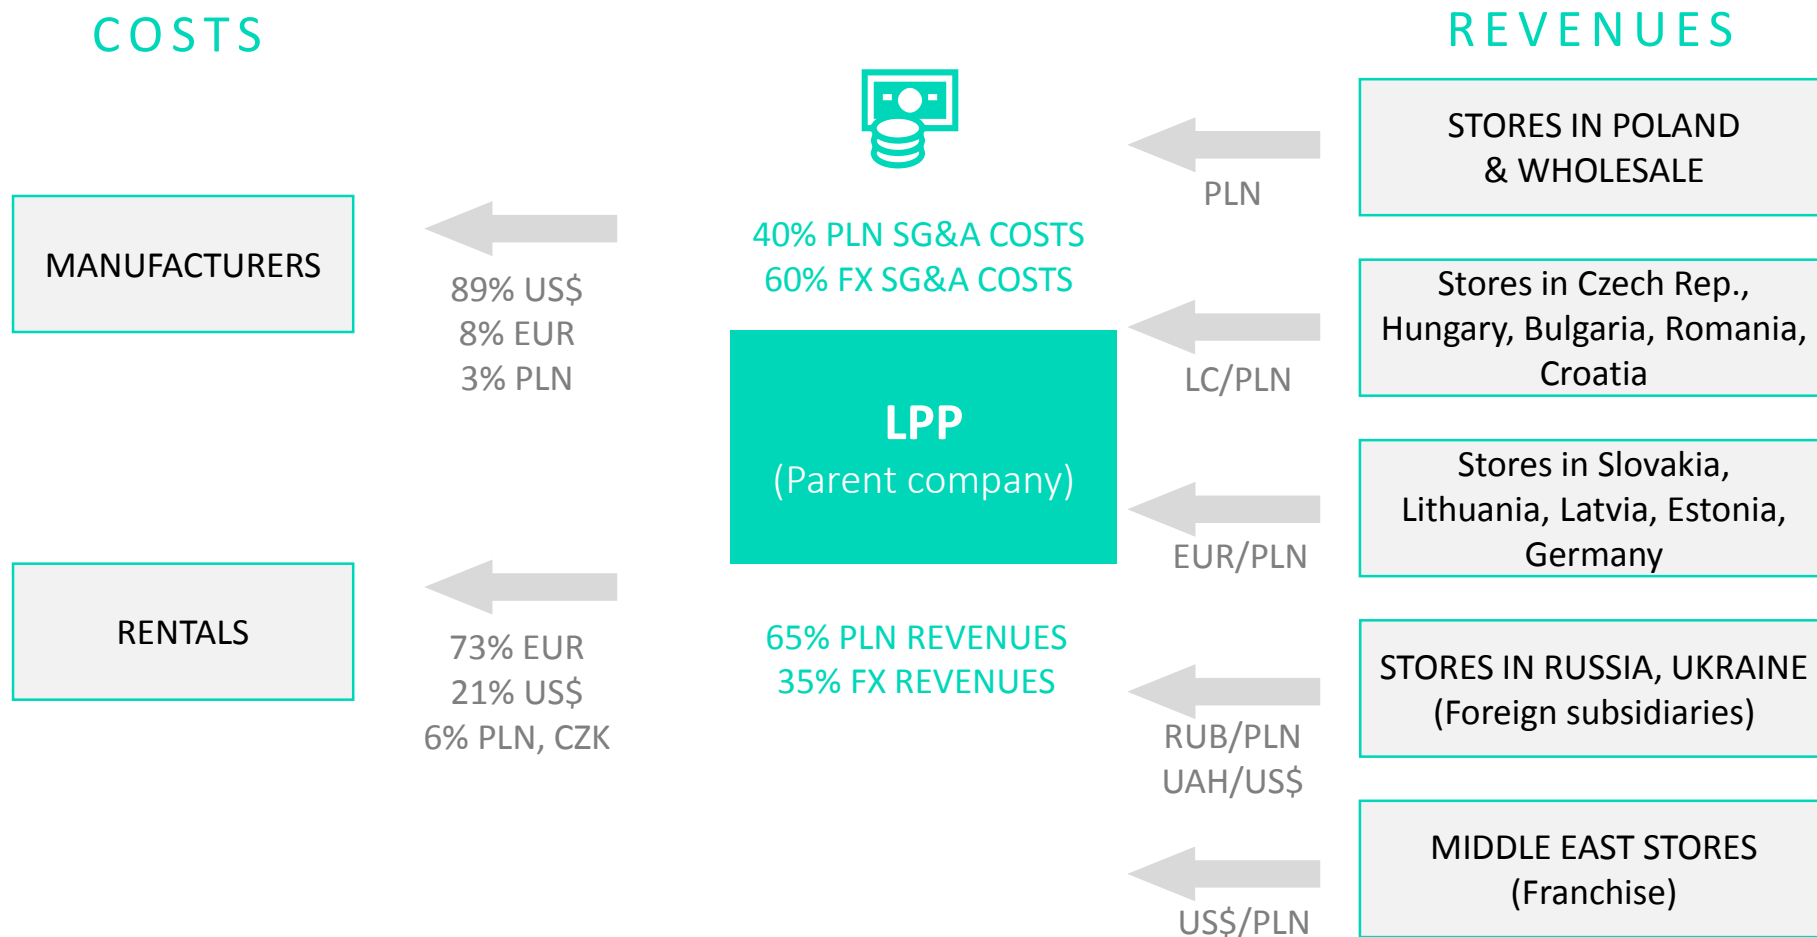 COSTS
MANUFACTURERS
89% US$
8% EUR
3% PLN
RENTALS
73% EUR
21% US$
6% PLN, CZK
40% PLN SG&A COSTS
60% FX SG&A COSTS
LPP
(Parent company)
65% PLN REVENUES
35% FX REVENUES
REVENUES
PLN
STORES IN POLAND
& WHOLESALE
LC/PLN
Stores in Czech Rep.,
Hungary, Bulgaria, Romania,
Croatia
EUR/PLN
Stores in Slovakia,
Lithuania, Latvia, Estonia,
Germany
RUB/PLN
UAH/US$
STORES IN RUSSIA, UKRAINE
(Foreign subsidiaries)
US$/PLN
MIDDLE EAST STORES
(Franchise)